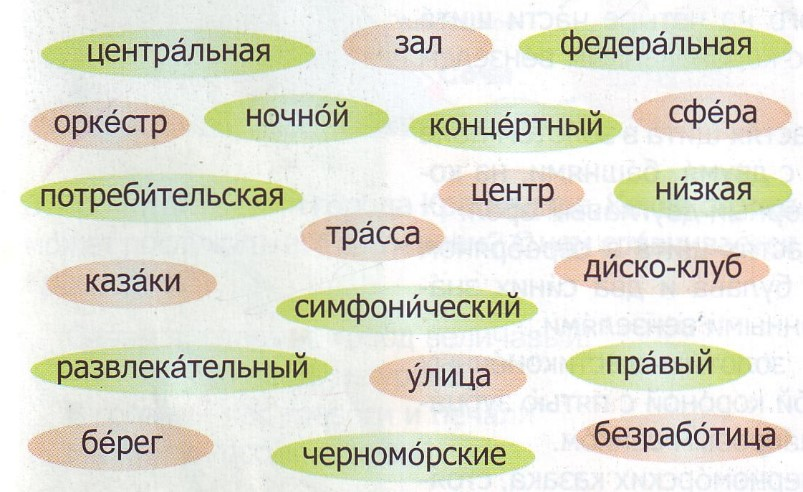 центра́льная зал федера́льная
орке́стр ночно́й конце́ртный сфе́ра
потреби́тельская центр ни́зкая
тра́сса
каза́ки ди́ско-клуб
симфони́ческий
развлека́тельный у́лица пра́вый
бе́рег черномо́рские безрабо́тица